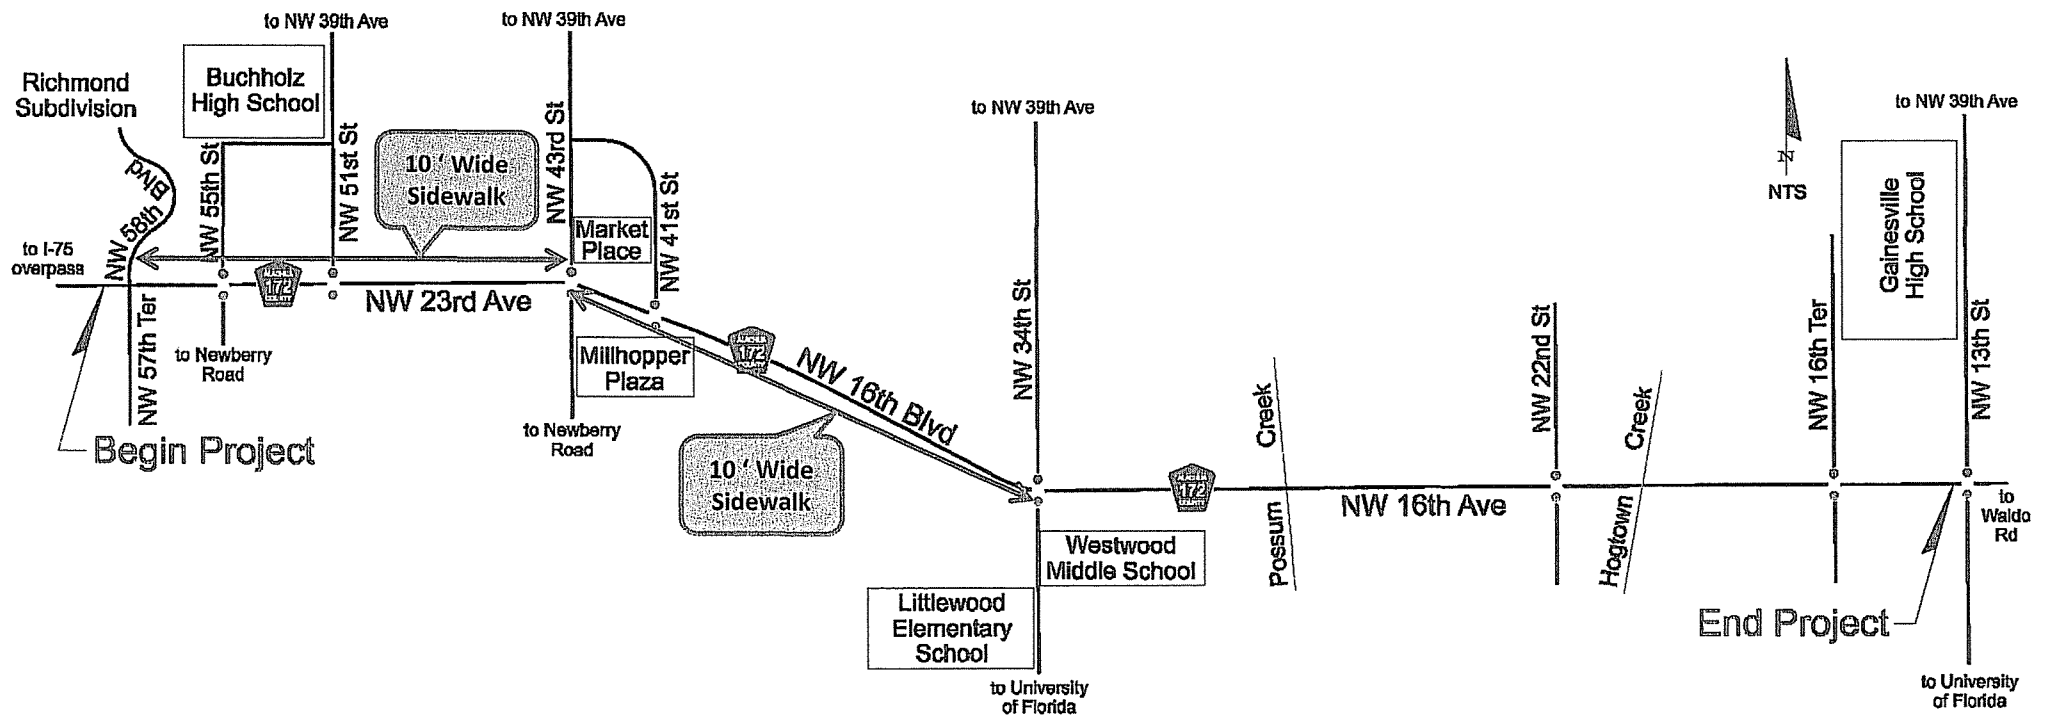 to NW 39th Ave
to NW 39th Ave
Richmond
Subdivision
Buchholz
High School
to NW 39th Ave
to NW 39th Ave
NW 58th
Blvd
NW 55th St
NW 51st St
10 ‘ Wide
Sidewalk
NW 43rd St
Market
Place
NW 41st St
N
NTS
Gainesville
High School
to I-75
overpass
172
NW 23rd Ave
NW 57th Ter
to Newberry
Road
Begin Project
Millhopper
Plaza
to Newberry
Road
172
NW 16th Blvd
10 ‘ Wide
Sidewalk
NW 34th St
172
Possum
Creek
NW 16th Ave
NW 22nd St
Hogtown
Creek
NW 16th Ter
NW 13th St
to
Waldo
Rd
Westwood
Middle School
Littlewood
Elementary
School
to University
of Florida
End Project
to University
of Florida